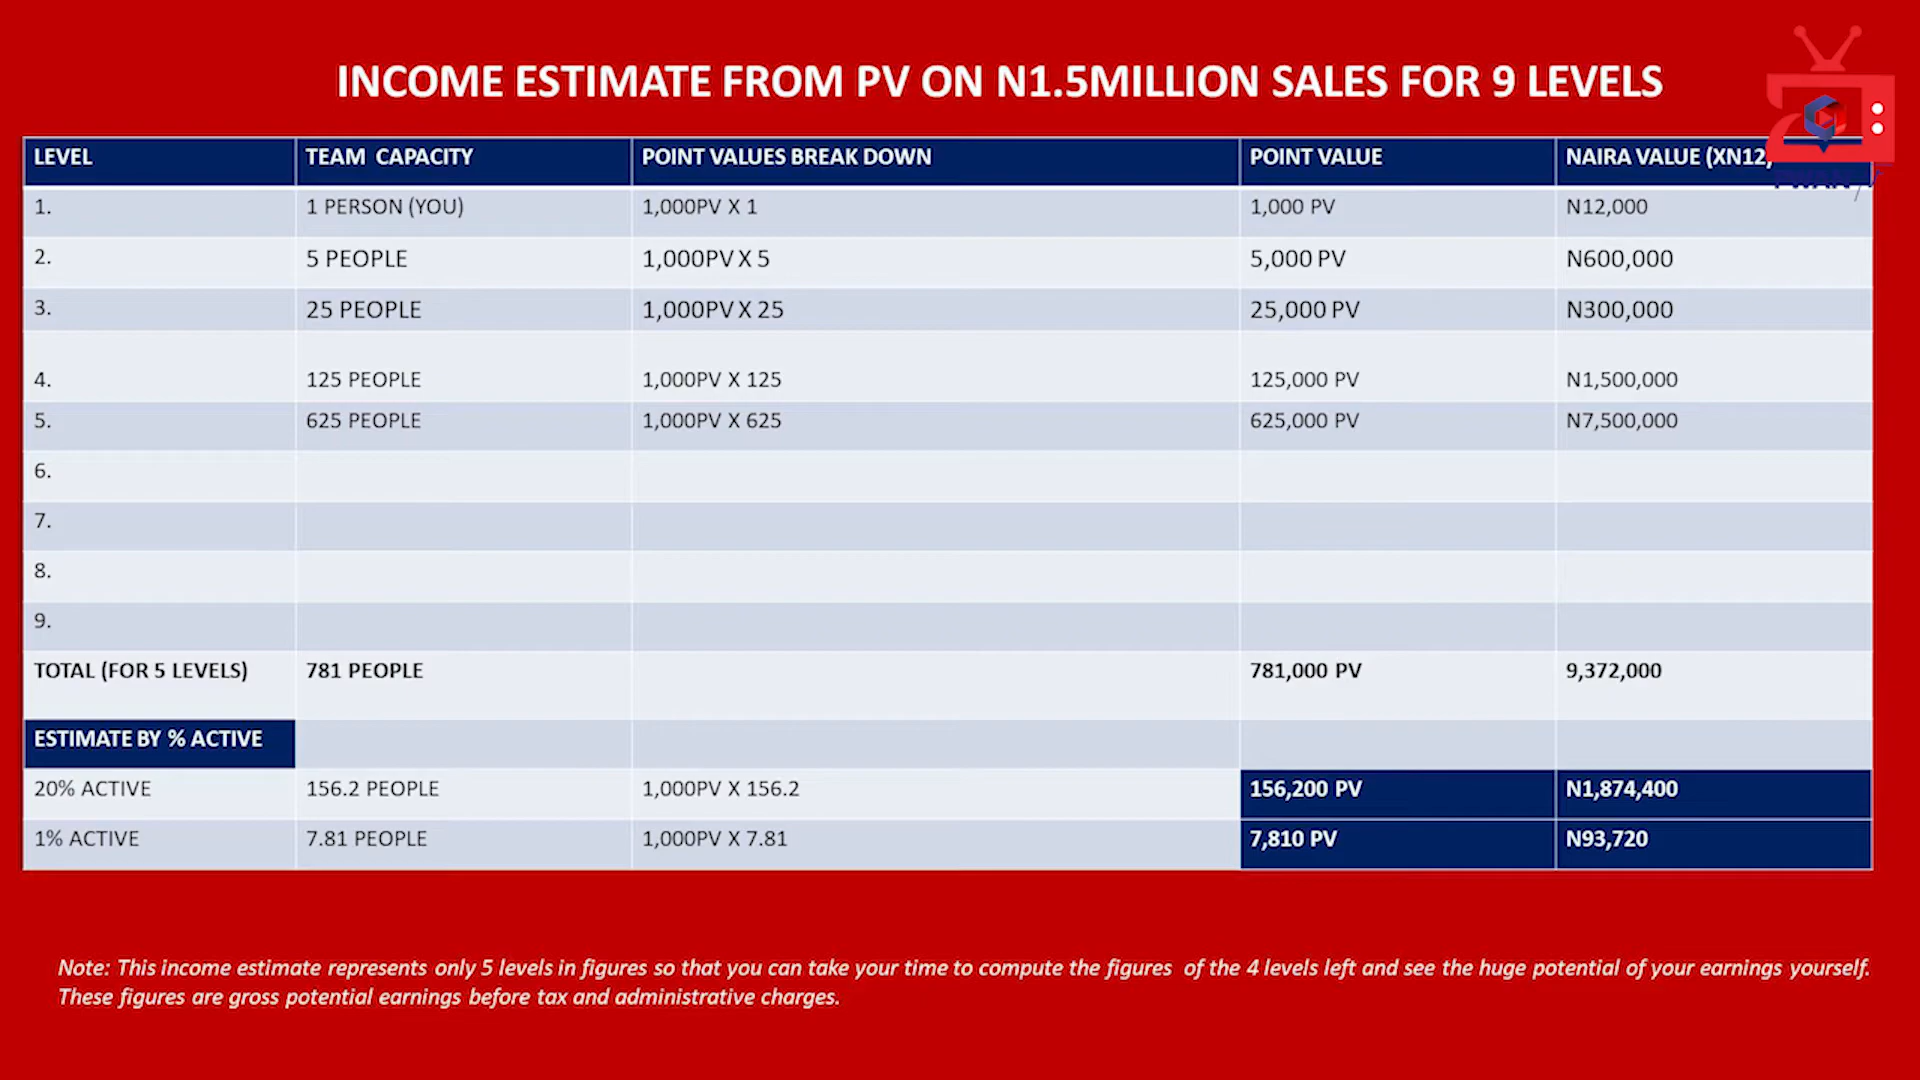 INCOME ESTIMATE FROM PV ON N1.5MILLION SALES FOR 9 LEVELS
LEVEL TEAM CAPACITY POINT VALUES BREAK DOWN POINT VALUE NAIRA VALUE (XN12)
1. 1 PERSON (YOU) 1,000PV X 1 1,000 PV N12,000
2. 5 PEOPLE 1,000PV X 5 5,000 PV N600,000
3. 25 PEOPLE 1,000PV X 25 25,000 PV N300,000
4. 125 PEOPLE 1,000PV X 125 125,000 PV N1,500,000
5. 625 PEOPLE 1,000PV X 625 625,000 PV N7,500,000
6.
7.
8.
9.
TOTAL (FOR 5 LEVELS) 781 PEOPLE 781,000 PV 9,372,000
ESTIMATE BY % ACTIVE
20% ACTIVE 156.2 PEOPLE 1,000PV X 156.2 156,200 PV N1,874,400
1% ACTIVE 7.81 PEOPLE 1,000PV X 7.81 7,810 PV N93,720
Note: This income estimate represents only 5 levels in figures so that you can take your time to compute the figures of the 4 levels left and see the huge potential of your earnings yourself.
These figures are gross potential earnings before tax and administrative charges.